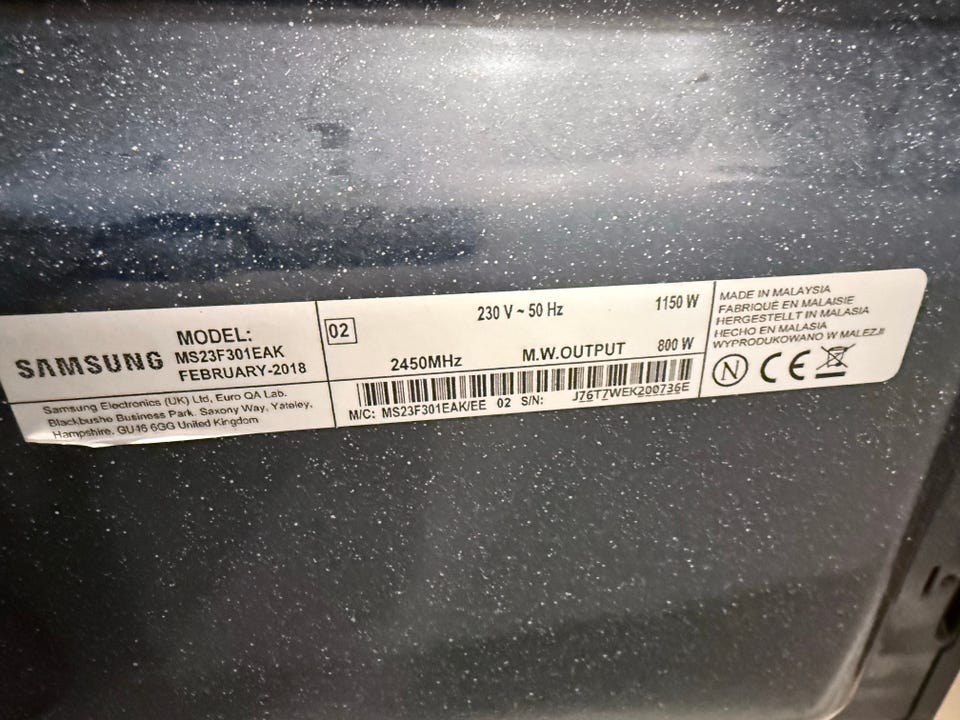 SAMSUNG
MODEL:
MS23F301EAK
FEBRUARY-2018
Samsung Electronics (UK) Ltd, Euro QA Lab.
Blackbushe Business Park. Saxony Way, Yateley,
Hampshire. GU46 6GG United Kingdom
02
230 V ~ 50 Hz 1150 W
2450MHz M.W.OUTPUT 800 W
M/C: MS23F301EAK/EE 02 S/N: J76T7WEK200736E
MADE IN MALAYSIA
FABRIQUÉ EN MALAISIE
HERGESTELLT IN MALASIA
HECHO EN MALASIA
WYPRODUKOWANO W MALEZJI
N CE